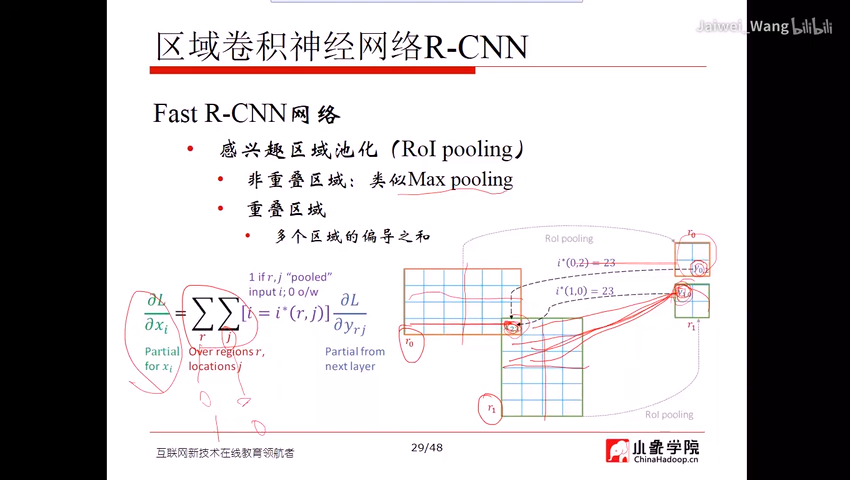 Jaiwei_Wang bilibili
区域卷积神经网络R-CNN
Fast R-CNN网络
• 感兴趣区域池化（RoI pooling）
• 非重叠区域：类似Max pooling
• 重叠区域
• 多个区域的偏导之和
r₀
RoI pooling
i*(0,2) = 23
i*(1,0) = 23
1 if r, j “pooled”
input i; 0 o/w
∂L/∂xᵢ = ∑r ∑j [i = i*(r, j)] ∂L/∂yrj
Partial for xᵢ
Over regions r, locations j
Partial from next layer
r₀
r₁
r₁
RoI pooling
0 2
1 0
互联网新技术在线教育领航者
29/48
小象学院
ChinaHadoop.cn